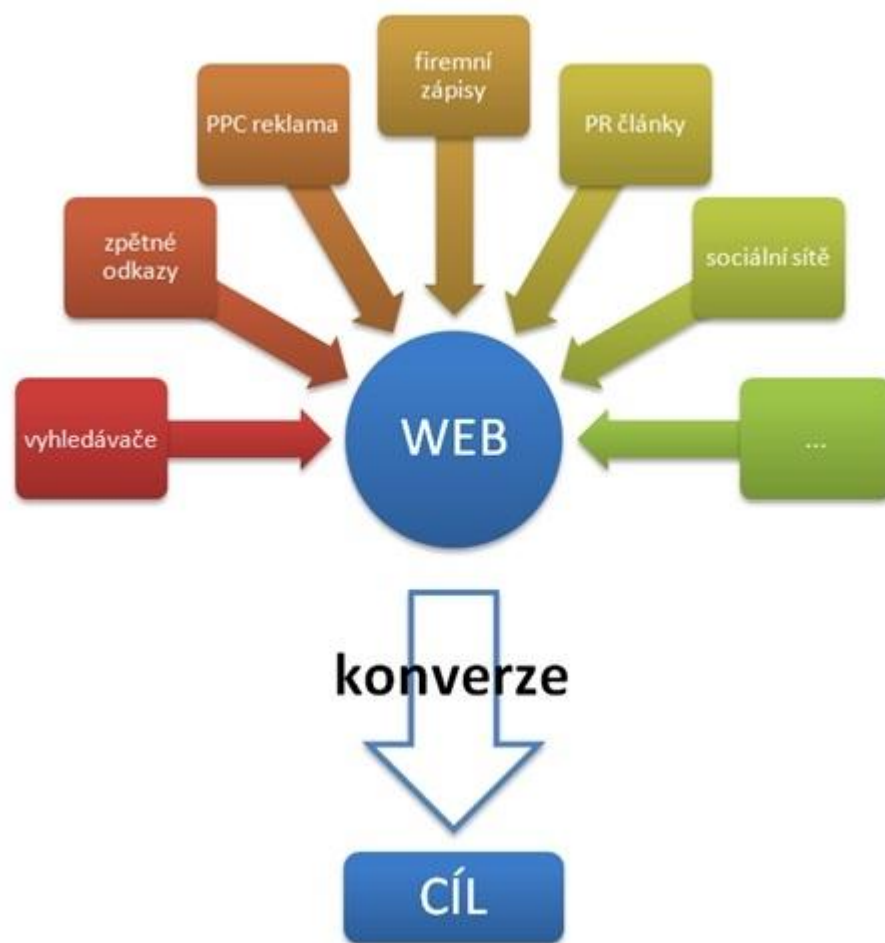 firemní
zápisy
PPC reklama
PR články
zpětné
odkazy
sociální sítě
vyhledávače
WEB
...
konverze
CÍL